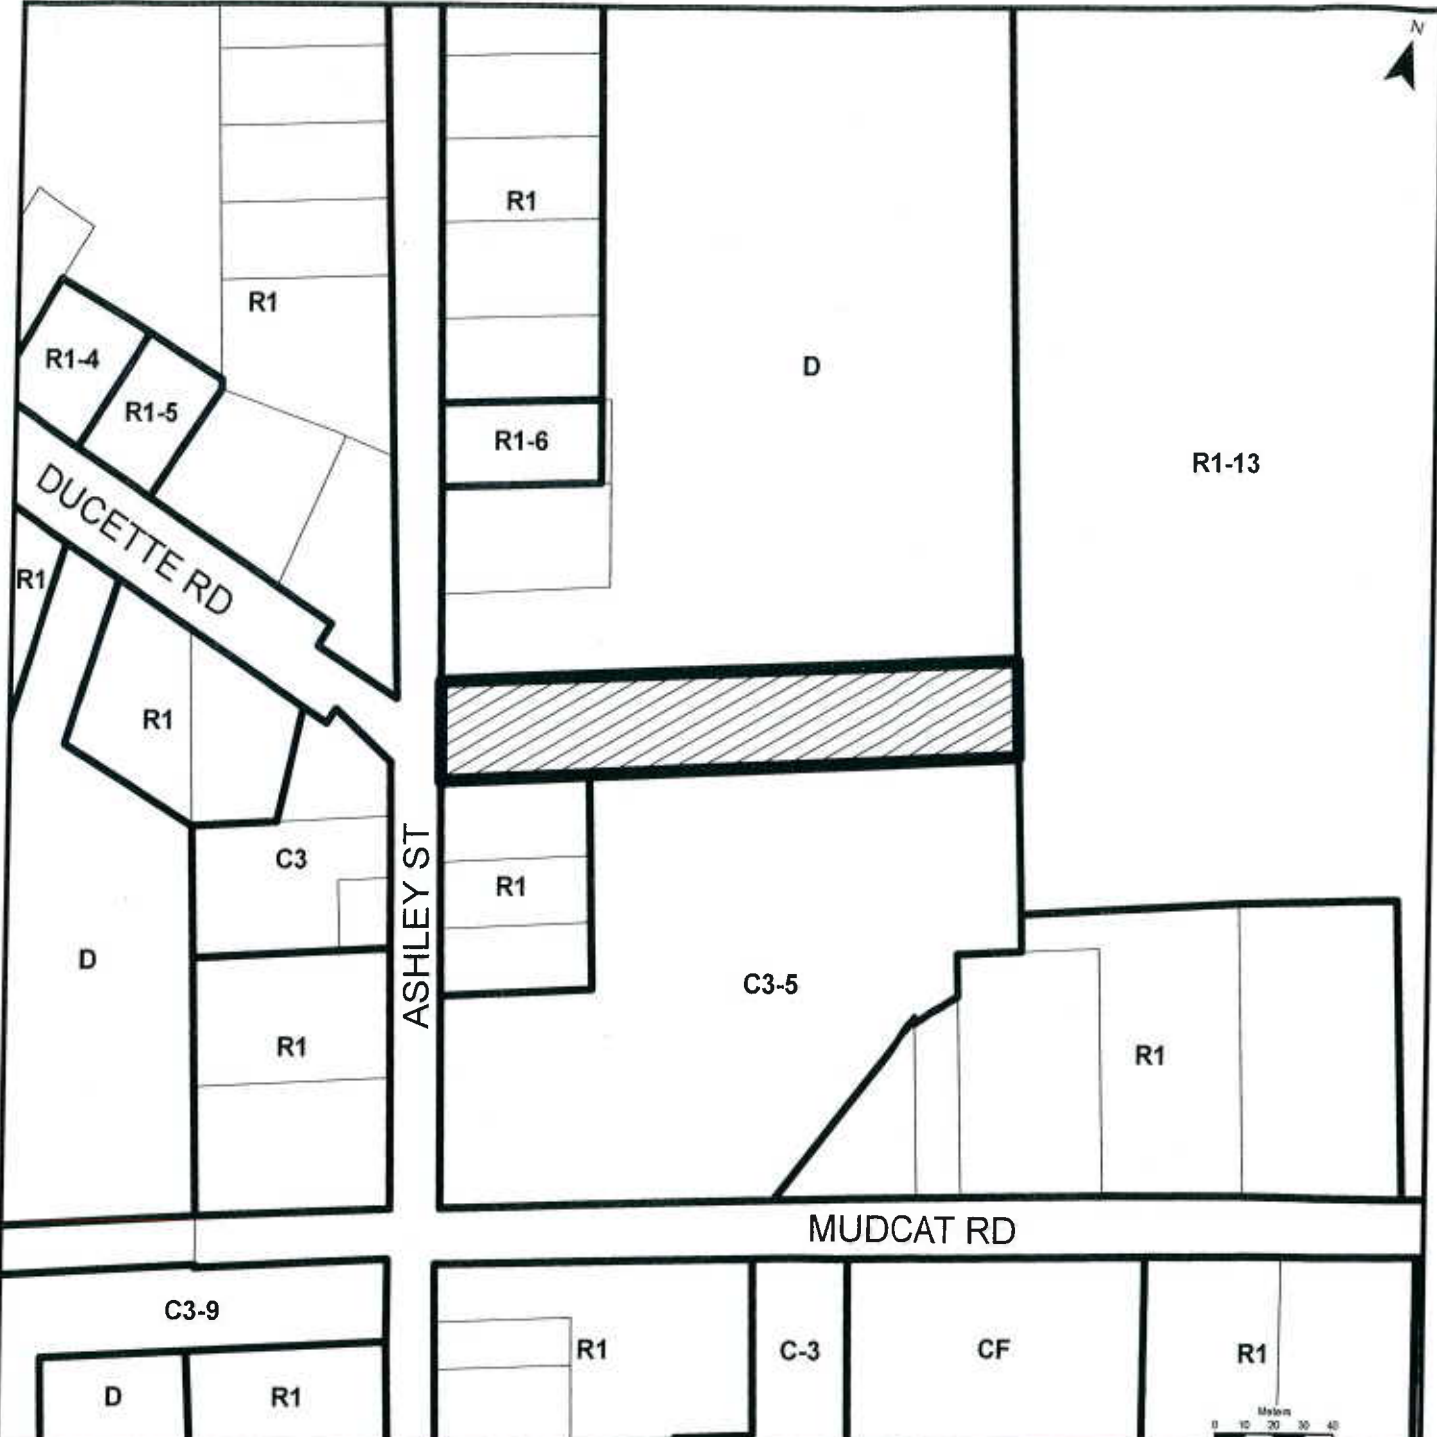 N
R1
R1
R1-4
D
R1-5
R1-6
R1-13
DUCETTE RD
R1
R1
C3
ASHLEY ST
R1
D
C3-5
R1
R1
MUDCAT RD
C3-9
R1
C-3
CF
R1
D
R1
Meters
0 10 20 30 40